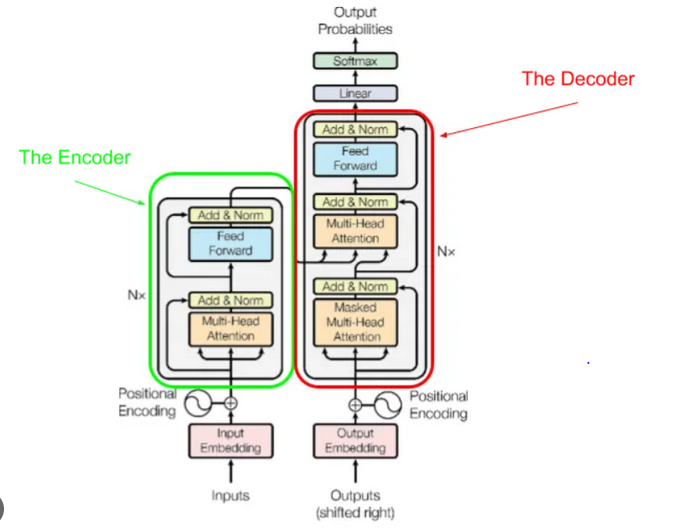 Output
Probabilities
Softmax
Linear
The Decoder
Add & Norm
Feed
Forward
Add & Norm
Multi-Head
Attention
Nx
Add & Norm
Masked
Multi-Head
Attention
Positional
Encoding
Output
Embedding
Outputs
(shifted right)
The Encoder
Add & Norm
Feed
Forward
Nx
Add & Norm
Multi-Head
Attention
Positional
Encoding
Input
Embedding
Inputs